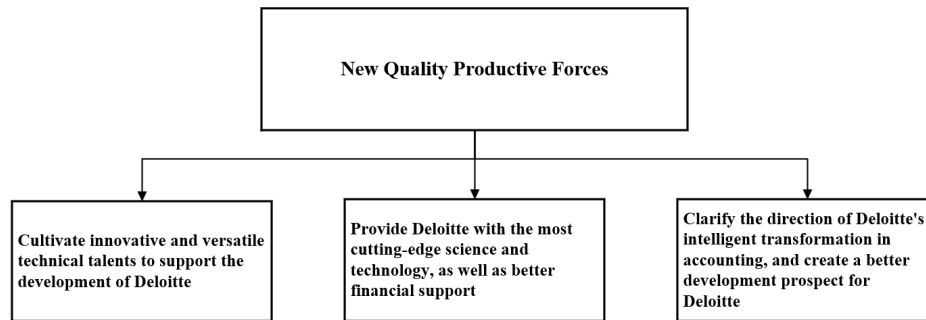 New Quality Productive Forces
Cultivate innovative and versatile
technical talents to support the
development of Deloitte
Provide Deloitte with the most
cutting-edge science and
technology, as well as better
financial support
Clarify the direction of Deloitte's
intelligent transformation in
accounting, and create a better
development prospect for
Deloitte